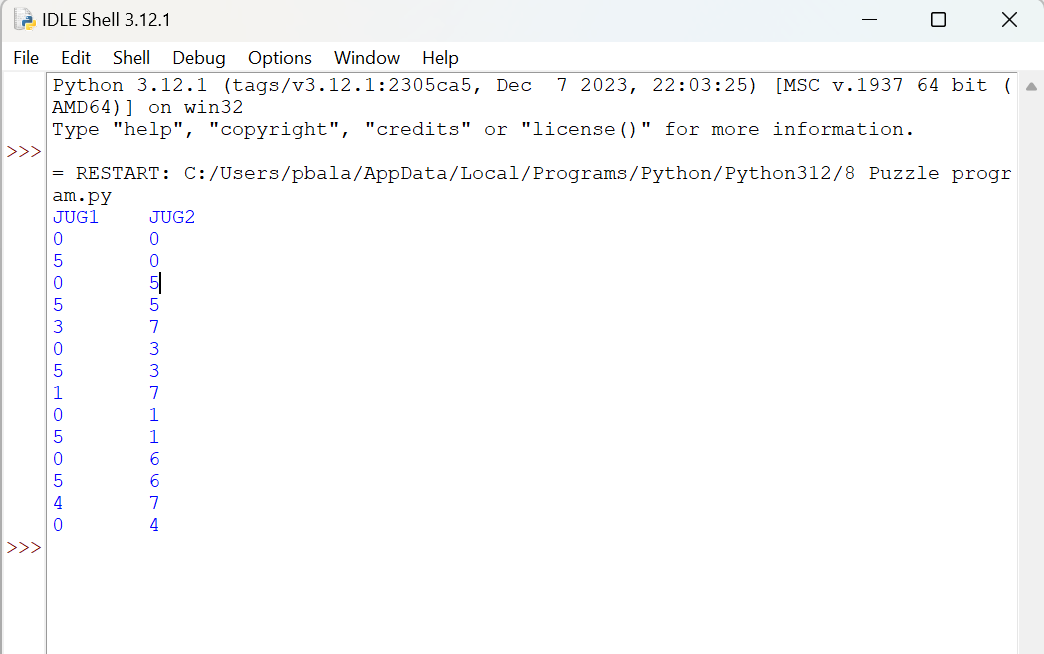 IDLE Shell 3.12.1
File Edit Shell Debug Options Window Help
Python 3.12.1 (tags/v3.12.1:2305ca5, Dec  7 2023, 22:03:25) [MSC v.1937 64 bit (
AMD64)] on win32
Type "help", "copyright", "credits" or "license()" for more information.
>>>
= RESTART: C:/Users/pbala/AppData/Local/Programs/Python/Python312/8 Puzzle progr
am.py
JUG1 JUG2
0 0
5 0
0 5
5 5
3 7
0 3
5 3
1 7
0 1
5 1
0 6
5 6
4 7
0 4
>>>